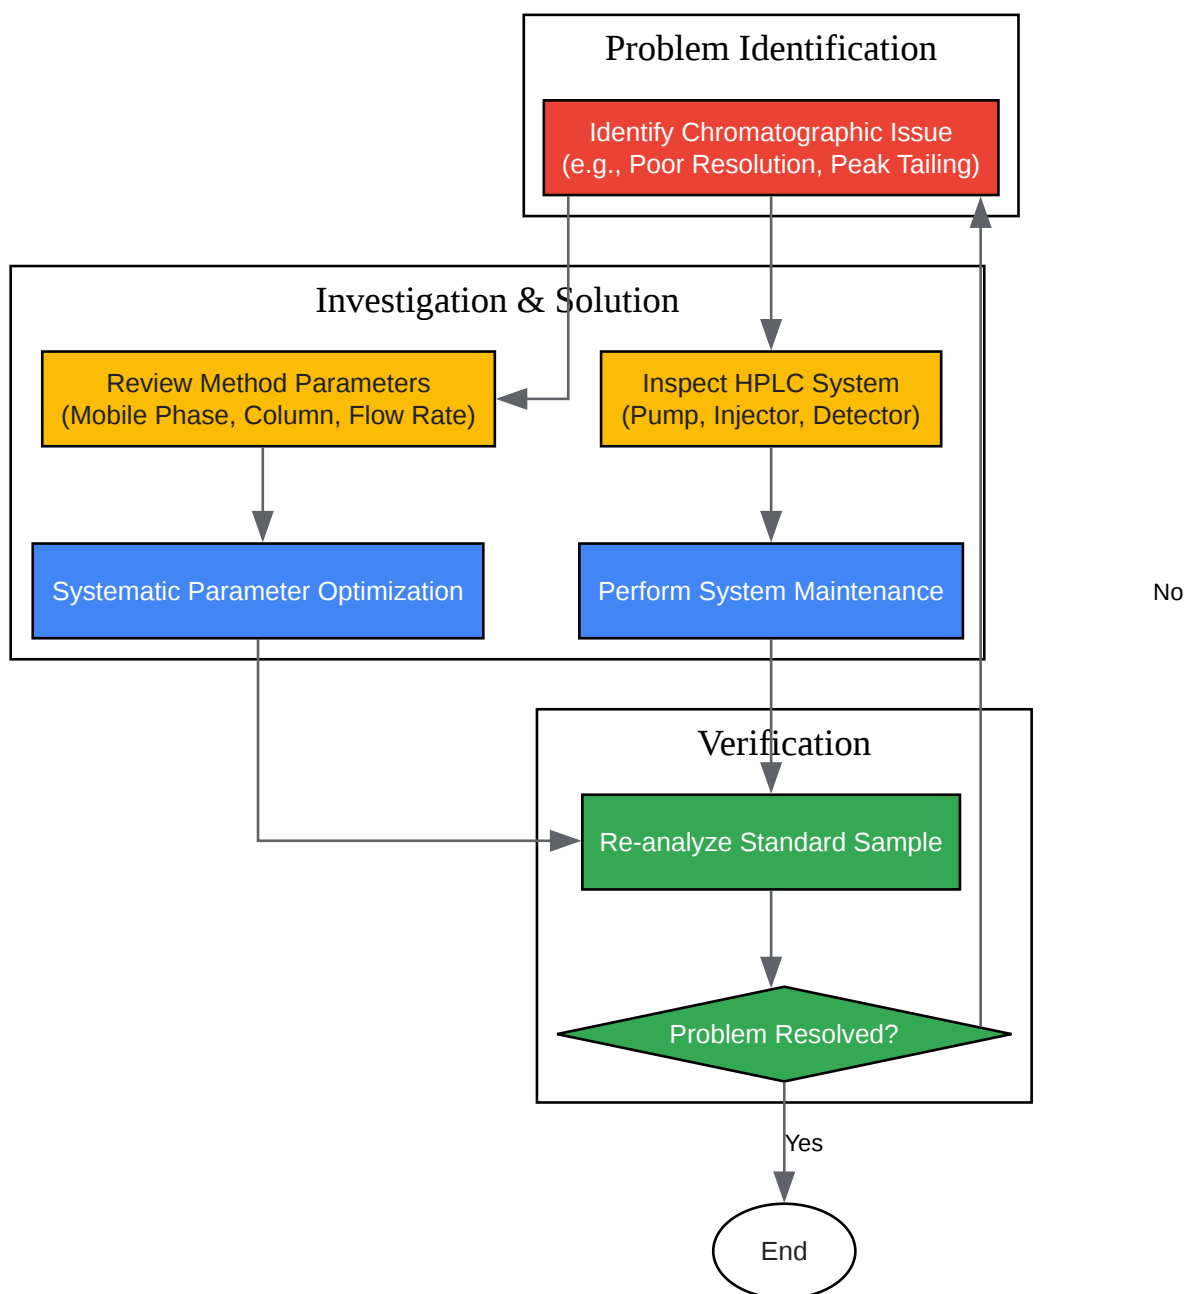 Problem Identification
Identify Chromatographic Issue
(e.g., Poor Resolution, Peak Tailing)
Investigation & Solution
Review Method Parameters
(Mobile Phase, Column, Flow Rate)
Inspect HPLC System
(Pump, Injector, Detector)
Systematic Parameter Optimization
Perform System Maintenance
No
Verification
Re-analyze Standard Sample
Problem Resolved?
Yes
End